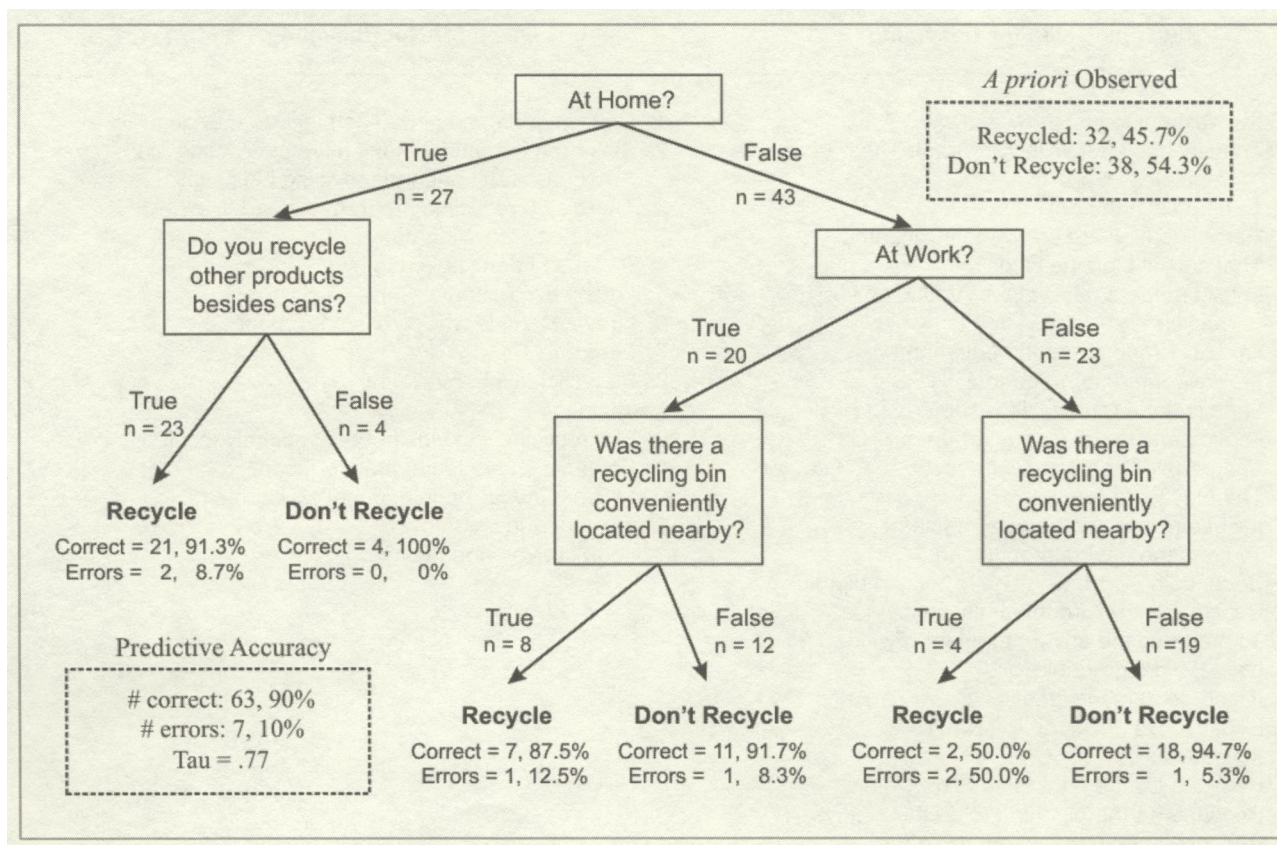 At Home?
A priori Observed
Recycled: 32, 45.7%
Don't Recycle: 38, 54.3%
True
n = 27
False
n = 43
Do you recycle
other products
besides cans?
At Work?
True
n = 20
False
n = 23
True
n = 23
False
n = 4
Recycle
Correct = 21, 91.3%
Errors = 2, 8.7%
Don't Recycle
Correct = 4, 100%
Errors = 0, 0%
Was there a
recycling bin
conveniently
located nearby?
Was there a
recycling bin
conveniently
located nearby?
True
n = 8
False
n = 12
True
n = 4
False
n =19
Recycle
Correct = 7, 87.5%
Errors = 1, 12.5%
Don't Recycle
Correct = 11, 91.7%
Errors = 1, 8.3%
Recycle
Correct = 2, 50.0%
Errors = 2, 50.0%
Don't Recycle
Correct = 18, 94.7%
Errors = 1, 5.3%
Predictive Accuracy
# correct: 63, 90%
# errors: 7, 10%
Tau = .77